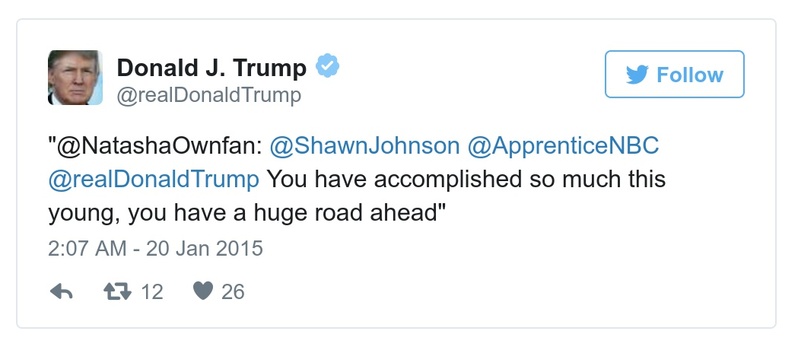 Donald J. Trump
@realDonaldTrump
Follow
"@NatashaOwnfan: @ShawnJohnson @ApprenticeNBC
@realDonaldTrump You have accomplished so much this
young, you have a huge road ahead"
2:07 AM - 20 Jan 2015
12 26